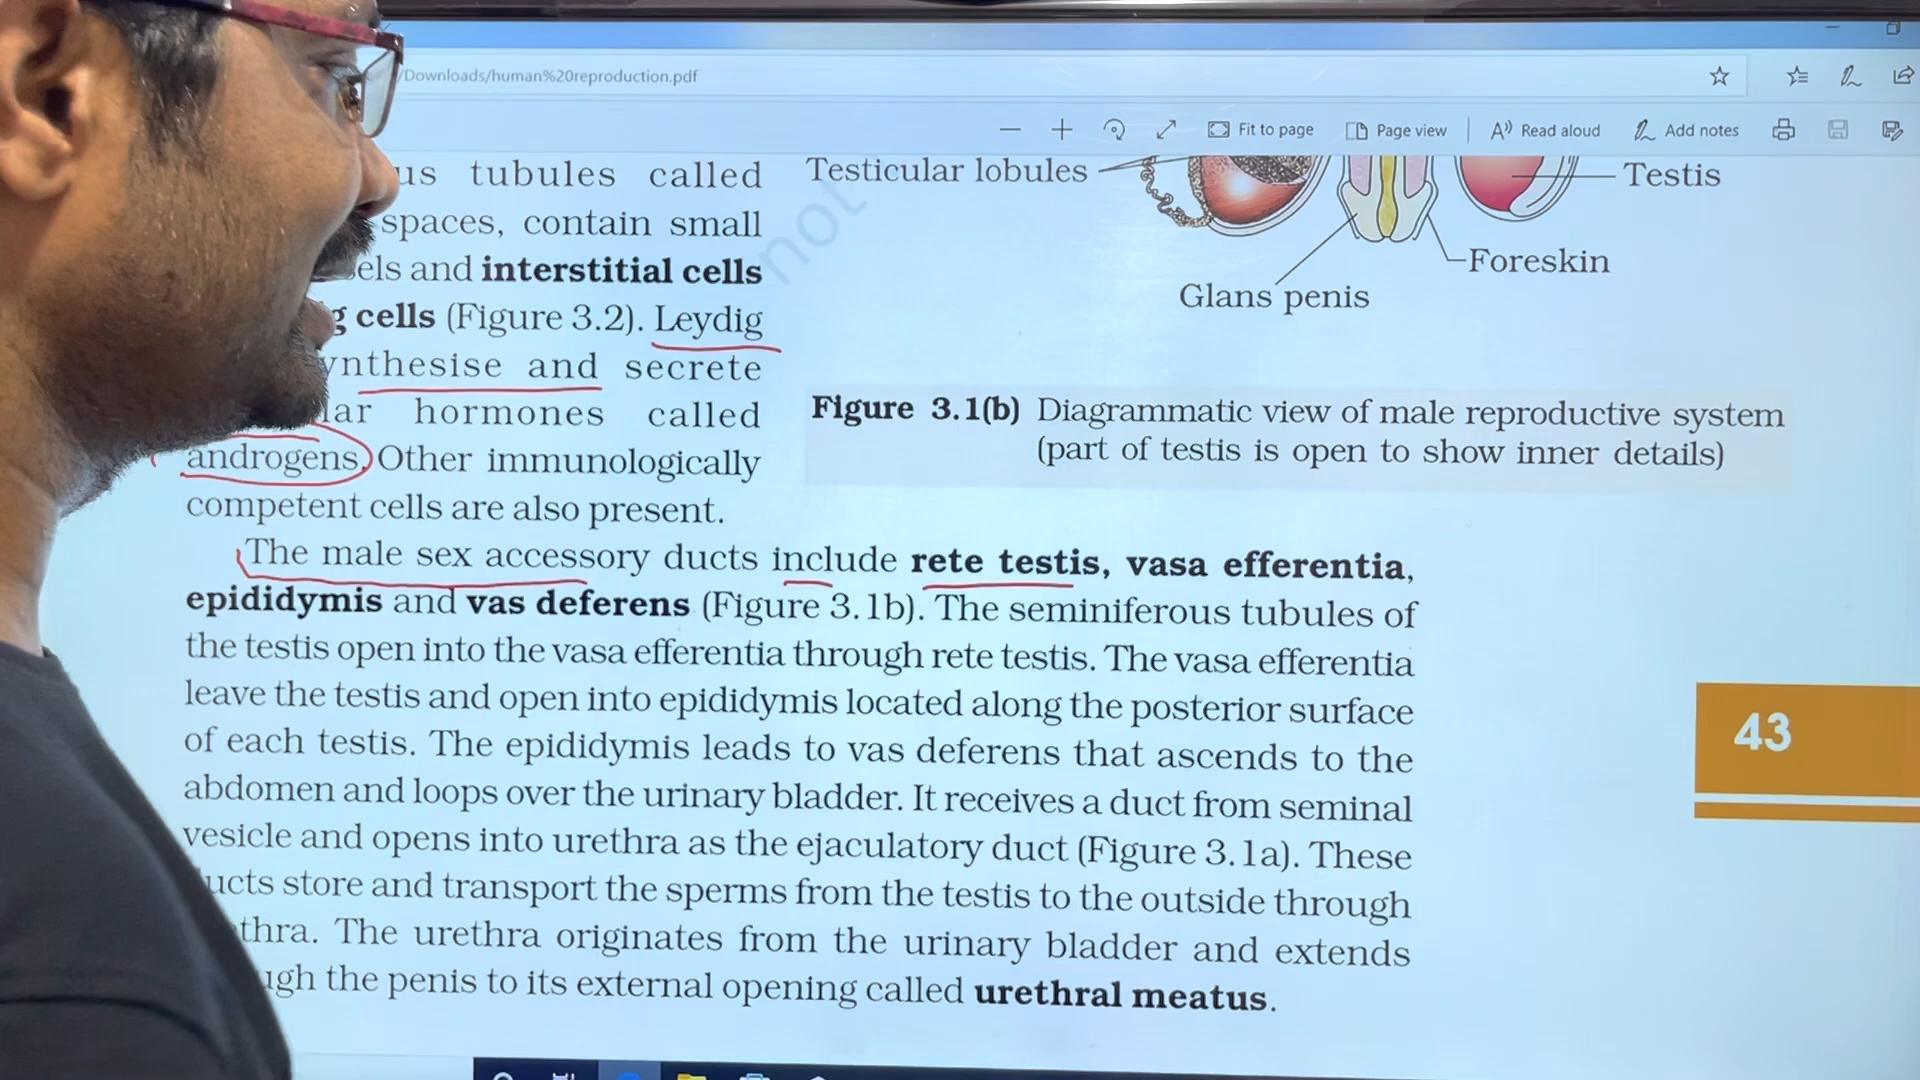 /Downloads/human%20reproduction.pdf
Fit to page
Page view
Read aloud
Add notes
us tubules called
spaces, contain small
els and interstitial cells
g cells (Figure 3.2). Leydig
ynthesise and secrete
lar hormones called
androgens. Other immunologically
competent cells are also present.
Testicular lobules
Testis
Foreskin
Glans penis
not
Figure 3.1(b) Diagrammatic view of male reproductive system
(part of testis is open to show inner details)
The male sex accessory ducts include rete testis, vasa efferentia,
epididymis and vas deferens (Figure 3.1b). The seminiferous tubules of
the testis open into the vasa efferentia through rete testis. The vasa efferentia
leave the testis and open into epididymis located along the posterior surface
of each testis. The epididymis leads to vas deferens that ascends to the
abdomen and loops over the urinary bladder. It receives a duct from seminal
vesicle and opens into urethra as the ejaculatory duct (Figure 3.1a). These
ucts store and transport the sperms from the testis to the outside through
thra. The urethra originates from the urinary bladder and extends
ugh the penis to its external opening called urethral meatus.
43